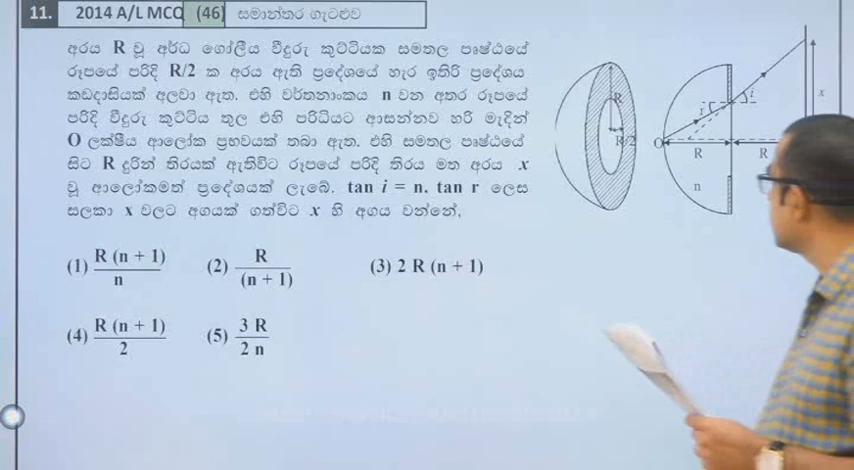 11. 2014 A/L MCQ (46) සමාන්තර ගැටළුව
අරය R වූ අර්ධ ගෝලීය වීදුරු කුට්ටියක සමතල පෘෂ්ඨයේ
රූපයේ පරිදි R/2 ක අරය ඇති ප්‍රදේශයේ හැර ඉතිරි ප්‍රදේශය
කඩදාසියක් අලවා ඇත. එහි වර්තනාංකය n වන අතර රූපයේ
පරිදි වීදුරු කුට්ටිය තුල එහි පරිධියට ආසන්නව හරි මැදින්
O ලක්ෂීය ආලෝක ප්‍රභවයක් තබා ඇත. එහි සමතල පෘෂ්ඨයේ
සිට R දුරින් තිරයක් ඇතිවිට රූපයේ පරිදි තිරය මත අරය x
වූ ආලෝකමත් ප්‍රදේශයක් ලැබේ. tan i = n. tan r ලෙස
සලකා x වලට අගයක් ගත්විට x හි අගය වන්නේ,
(1) R (n + 1) / n (2) R / (n + 1) (3) 2 R (n + 1)
(4) R (n + 1) / 2 (5) 3 R / 2 n
R
R/2
r
i
x
O
R
R
n